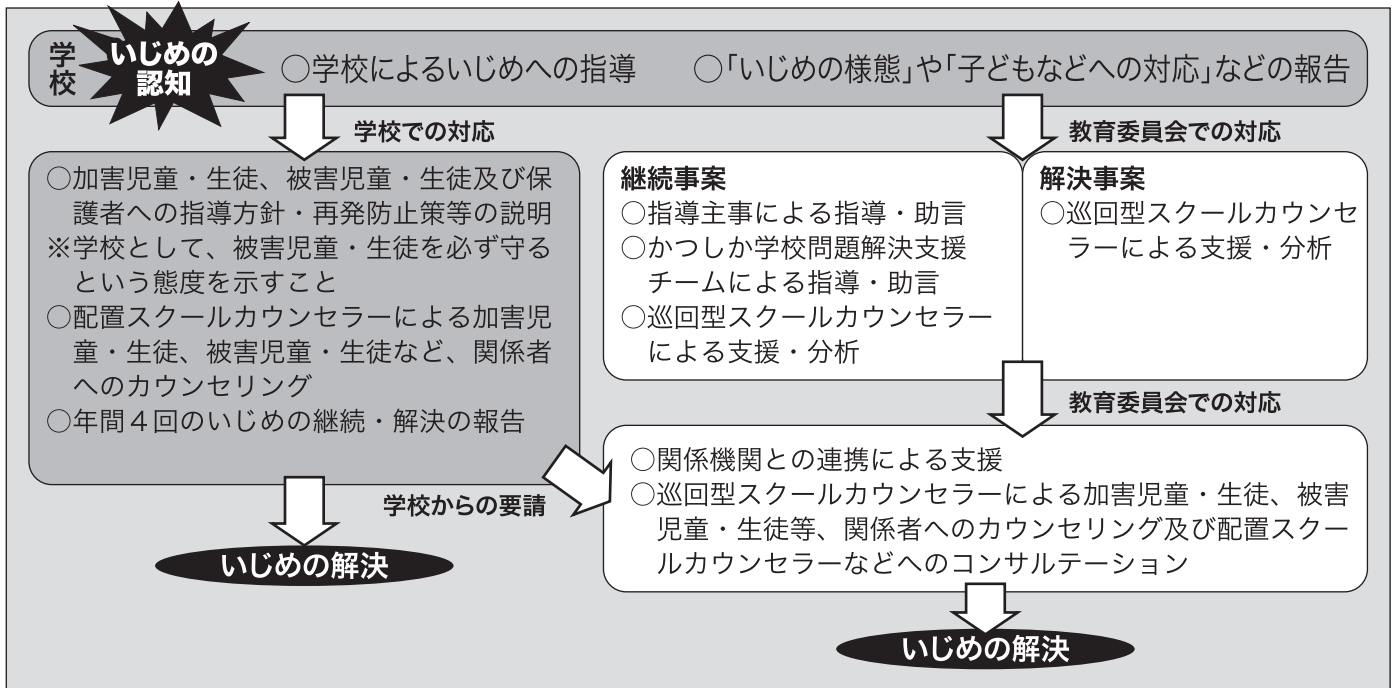 学校
いじめの
認知
○学校によるいじめへの指導
○「いじめの様態」や「子どもなどへの対応」などの報告
学校での対応
○加害児童・生徒、被害児童・生徒及び保
護者への指導方針・再発防止策等の説明
※学校として、被害児童・生徒を必ず守る
という態度を示すこと
○配置スクールカウンセラーによる加害児
童・生徒、被害児童・生徒など、関係者
へのカウンセリング
○年間４回のいじめの継続・解決の報告
教育委員会での対応
継続事案
○指導主事による指導・助言
○かつしか学校問題解決支援
チームによる指導・助言
○巡回型スクールカウンセラー
による支援・分析
解決事案
○巡回型スクールカウンセ
ラーによる支援・分析
教育委員会での対応
学校からの要請
○関係機関との連携による支援
○巡回型スクールカウンセラーによる加害児童・生徒、被害
児童・生徒等、関係者へのカウンセリング及び配置スクー
ルカウンセラーなどへのコンサルテーション
いじめの解決
いじめの解決